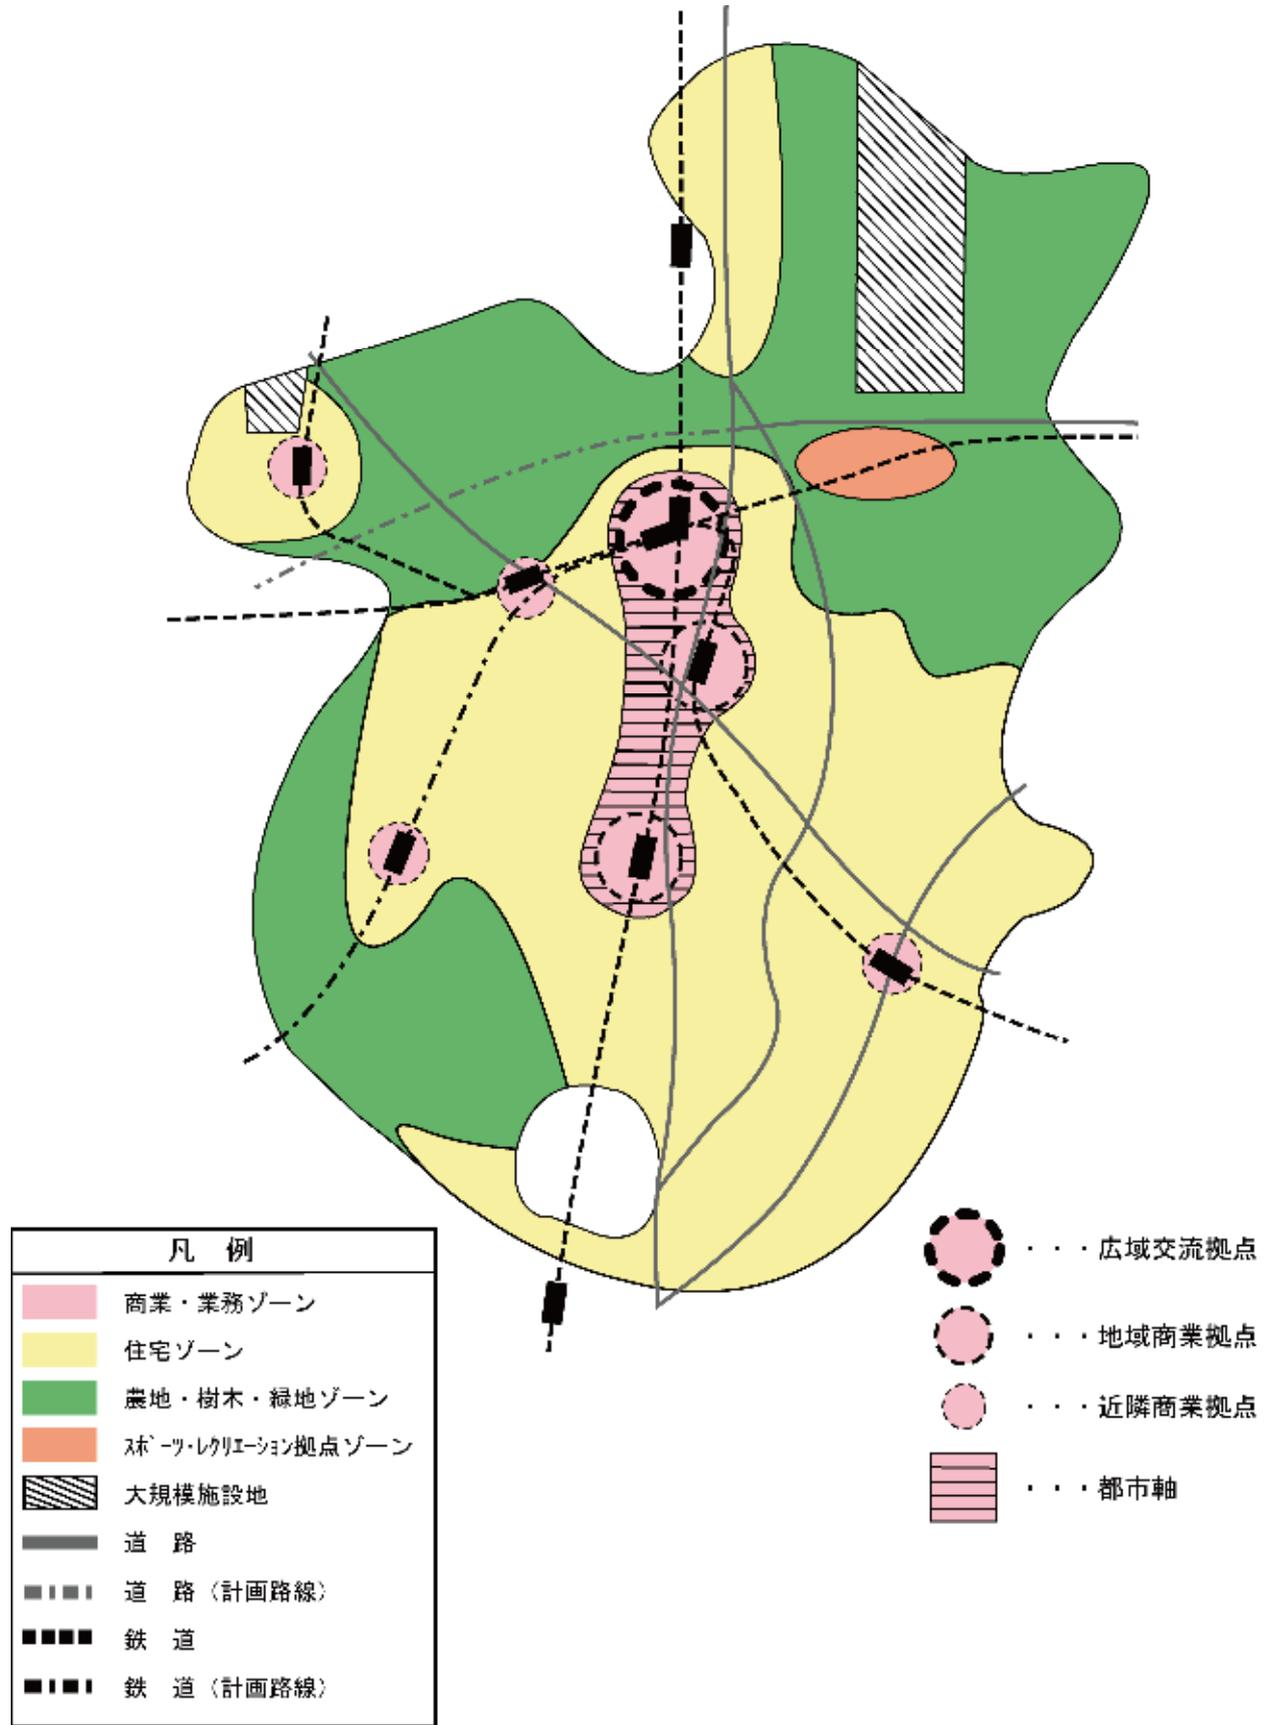 凡 例
商業・業務ゾーン
住宅ゾーン
農地・樹木・緑地ゾーン
ｽﾎﾟｰﾂ・ﾚｸﾘｴｰｼｮﾝ拠点ゾーン
大規模施設地
道 路
道 路（計画路線）
鉄 道
鉄 道（計画路線）
・・・広域交流拠点
・・・地域商業拠点
・・・近隣商業拠点
・・・都市軸